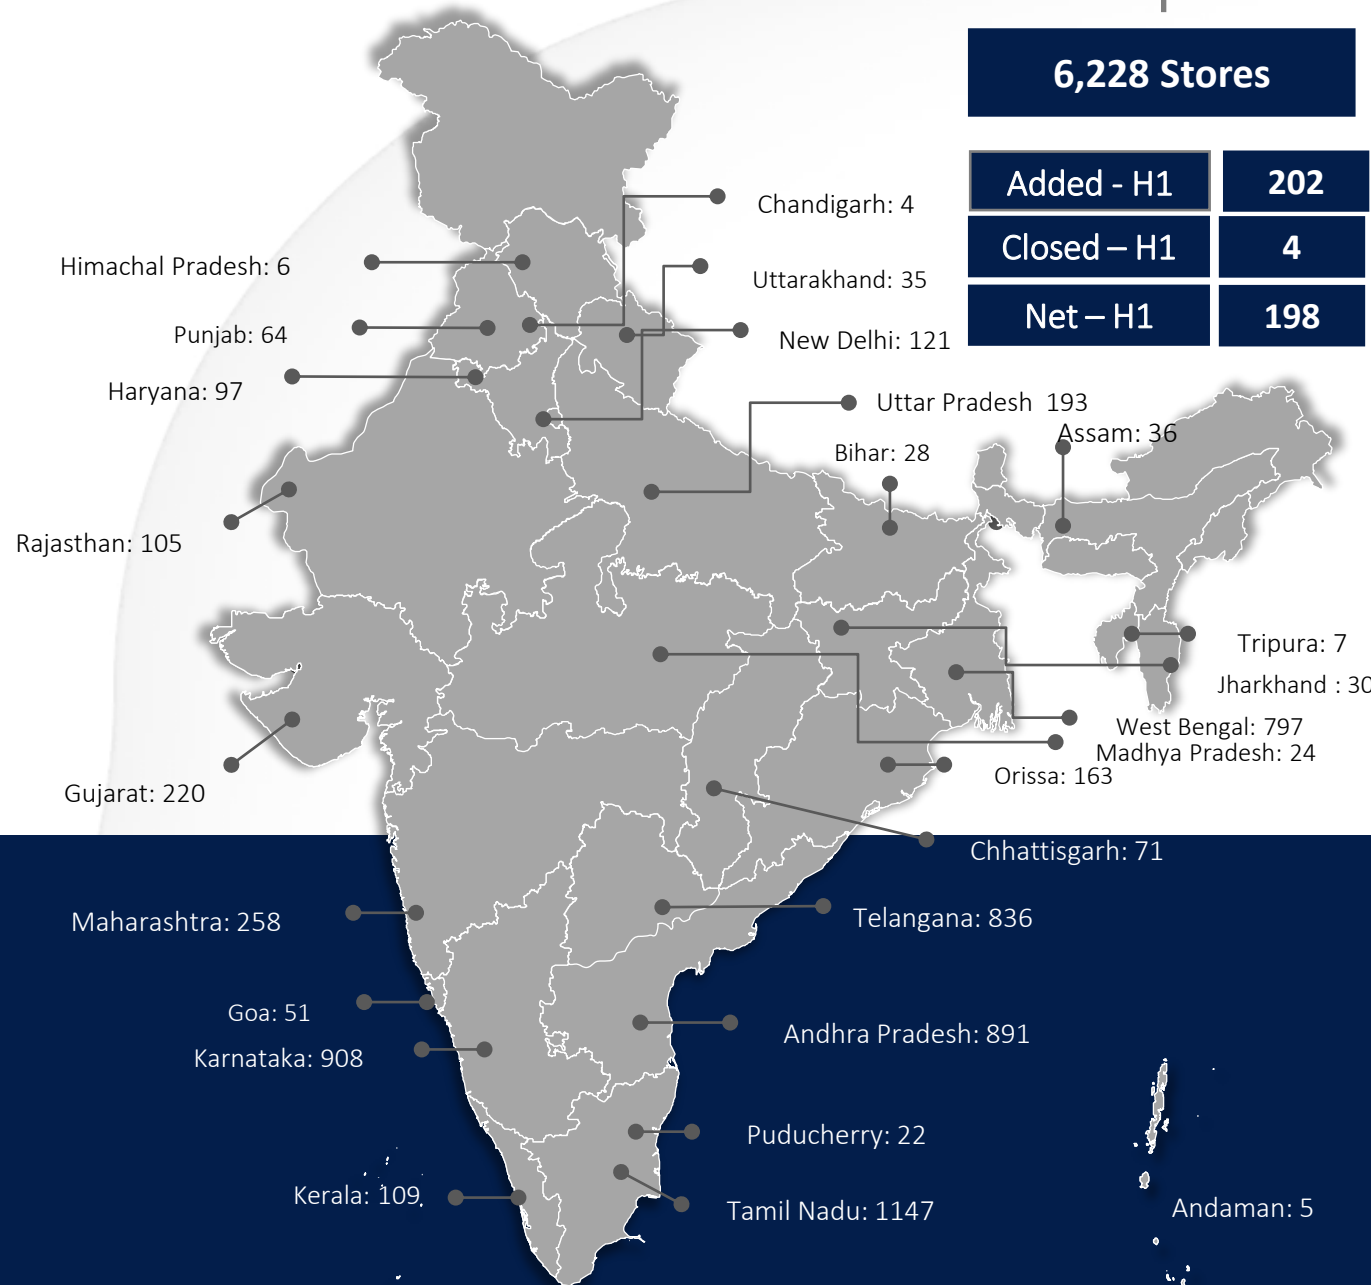 6,228 Stores
Added - H1 202
Closed – H1 4
Net – H1 198
Chandigarh: 4
Himachal Pradesh: 6
Uttarakhand: 35
Punjab: 64
New Delhi: 121
Haryana: 97
Uttar Pradesh 193
Assam: 36
Bihar: 28
Rajasthan: 105
Tripura: 7
Jharkhand : 30
West Bengal: 797
Madhya Pradesh: 24
Orissa: 163
Gujarat: 220
Chhattisgarh: 71
Maharashtra: 258
Telangana: 836
Goa: 51
Andhra Pradesh: 891
Karnataka: 908
Puducherry: 22
Kerala: 109
Tamil Nadu: 1147
Andaman: 5